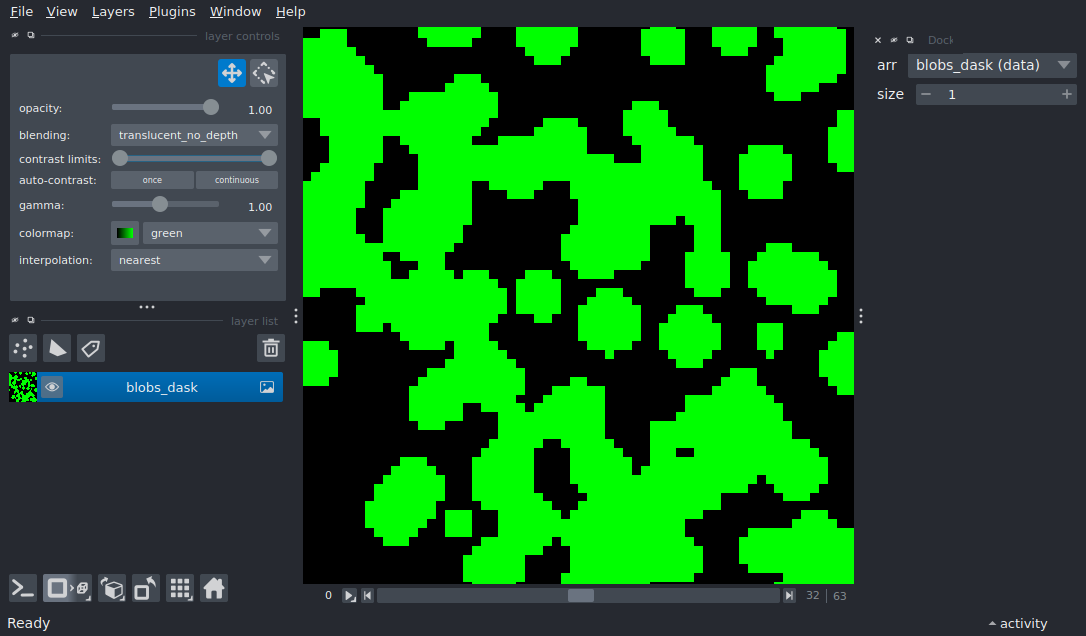 File View Layers Plugins Window Help
layer controls
opacity: 1.00
blending: translucent_no_depth
contrast limits:
auto-contrast: once continuous
gamma: 1.00
colormap: green
interpolation: nearest
layer list
blobs_dask
Dock
arr blobs_dask (data)
size 1
0 32 63
Ready
activity